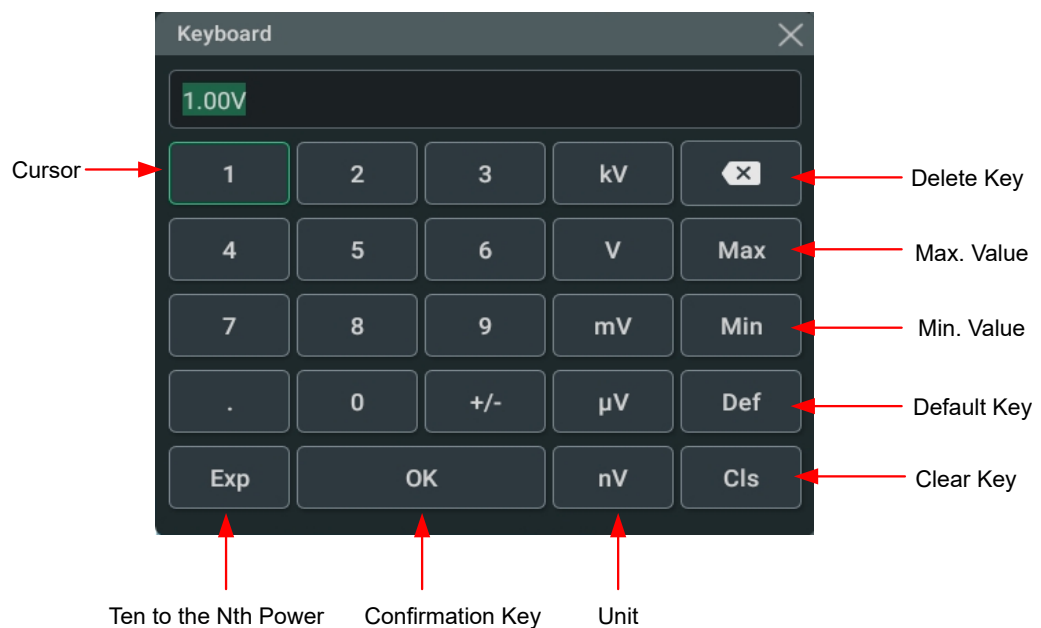 Keyboard
1.00V
Cursor 1 2 3 kV Delete Key
4 5 6 V Max Max. Value
7 8 9 mV Min Min. Value
. 0 +/- µV Def Default Key
Exp OK nV Cls Clear Key
Ten to the Nth Power Confirmation Key Unit